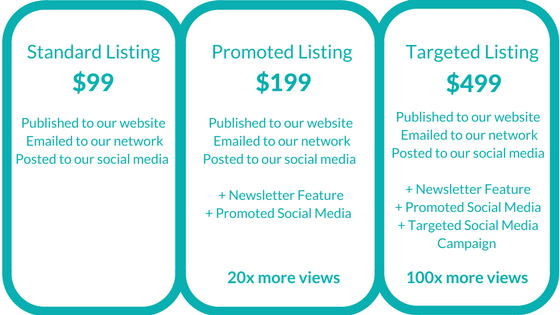 Standard Listing
$99
Published to our website
Emailed to our network
Posted to our social media
Promoted Listing
$199
Published to our website
Emailed to our network
Posted to our social media
+ Newsletter Feature
+ Promoted Social Media
20x more views
Targeted Listing
$499
Published to our website
Emailed to our network
Posted to our social media
+ Newsletter Feature
+ Promoted Social Media
+ Targeted Social Media
Campaign
100x more views